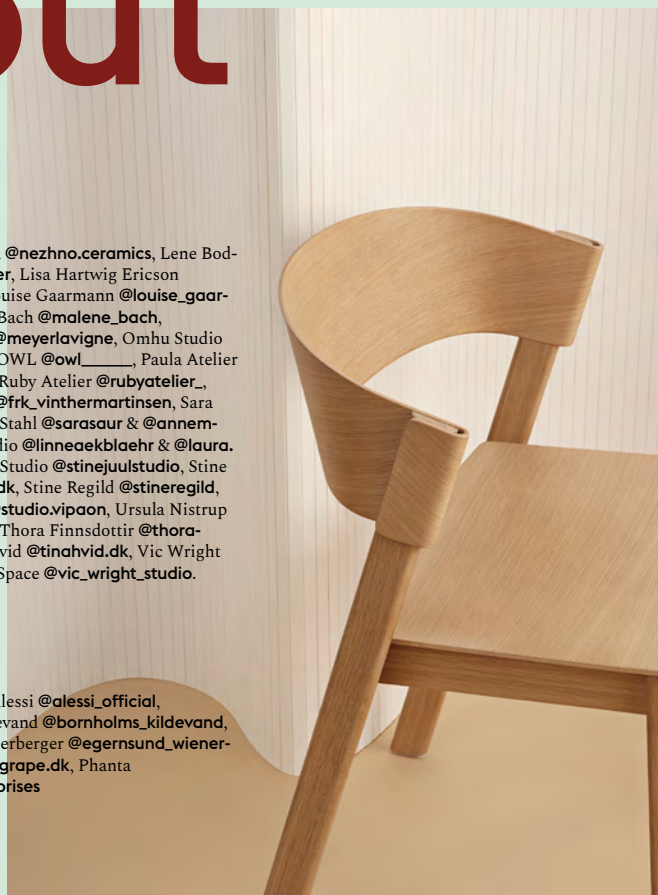 out
@nezhno.ceramics, Lene Bod-
er, Lisa Hartwig Ericson
ouise Gaarmann @louise_gaar-
Bach @malene_bach,
@meyerlavigne, Omhu Studio
OWL @owl______, Paula Atelier
Ruby Atelier @rubyatelier_,
@frk_vinthermartinsen, Sara
Stahl @sarasaur & @annem-
dio @linneaekblaehr & @laura.
Studio @stinejuulstudio, Stine
dk, Stine Regild @stineregild,
@studio.vipaon, Ursula Nistrup
Thora Finnsdottir @thora-
vid @tinahvid.dk, Vic Wright
Space @vic_wright_studio.
lessi @alessi_official,
evand @bornholms_kildevand,
erberger @egernsund_wiener-
grape.dk, Phanta
prises